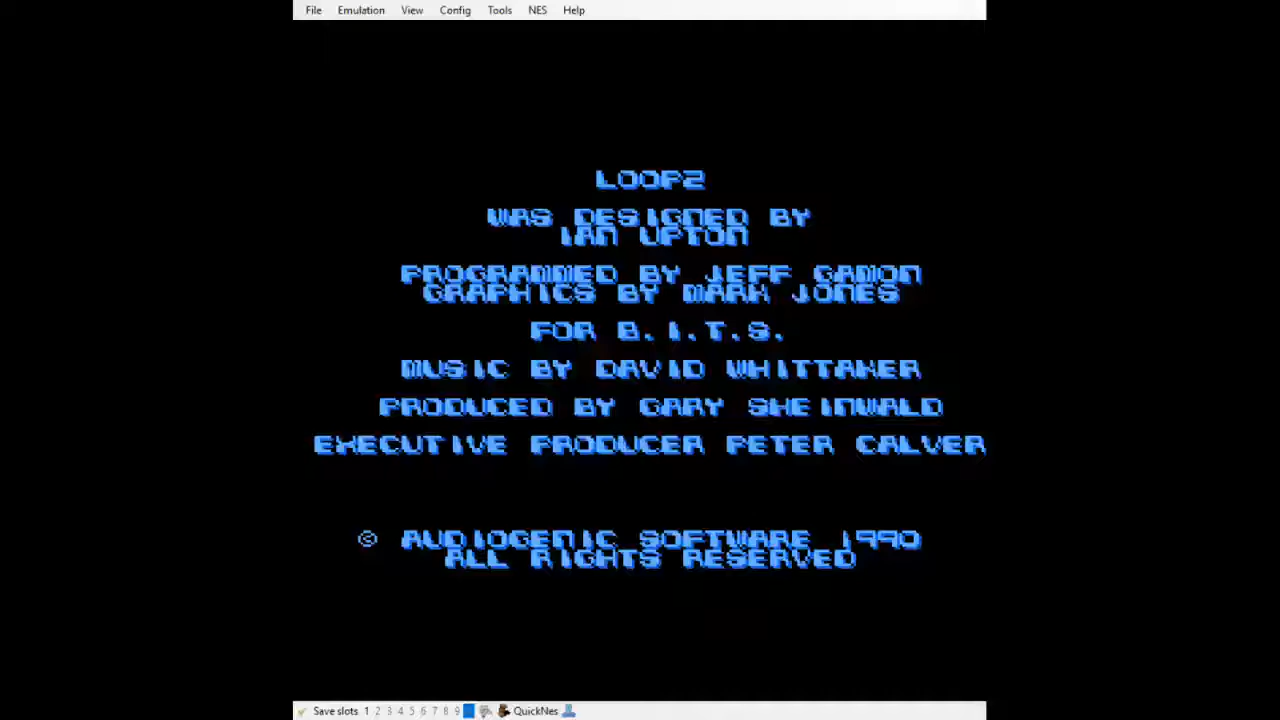 File Emulation View Config Tools NES Help
LOOPZ
WAS DESIGNED BY
IAN UPTON
PROGRAMMED BY JEFF GAMON
GRAPHICS BY MARK JONES
FOR B.I.T.S.
MUSIC BY DAVID WHITTAKER
PRODUCED BY GARY SHEINWALD
EXECUTIVE PRODUCER PETER CALVER
© AUDIOGENIC SOFTWARE 1990
ALL RIGHTS RESERVED
Save slots 1 2 3 4 5 6 7 8 9 QuickNes